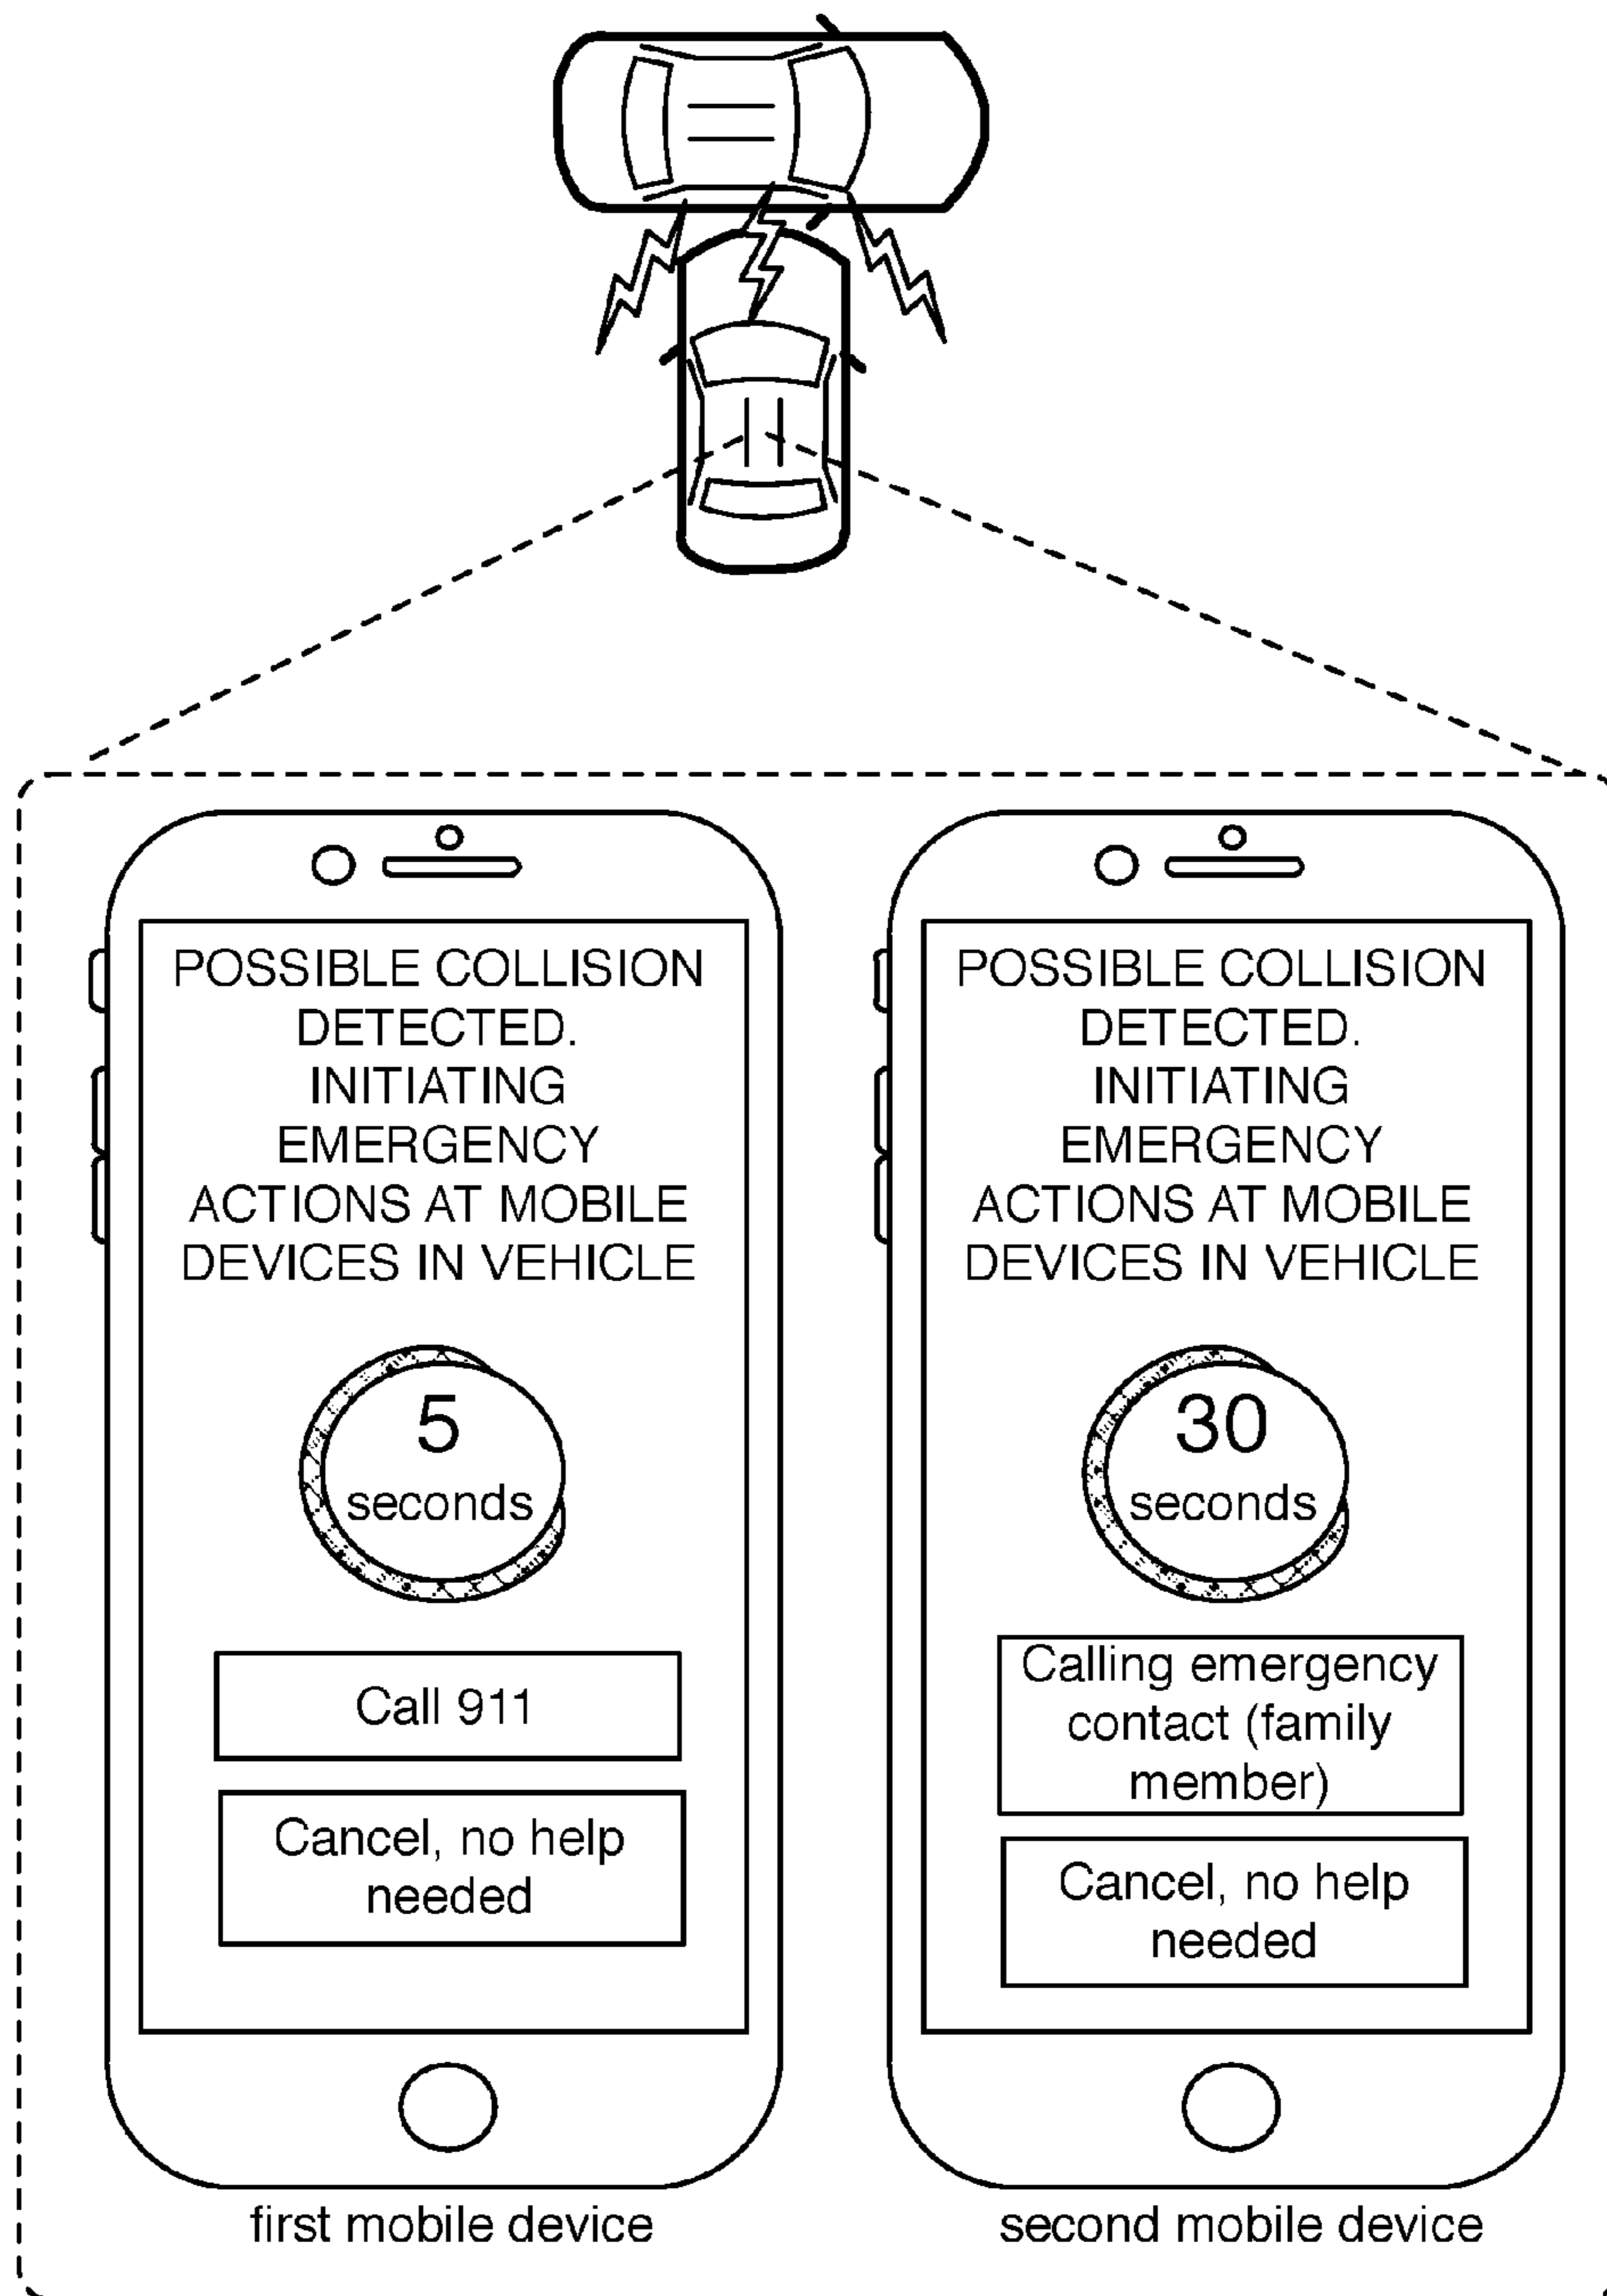 POSSIBLE COLLISION
DETECTED.
INITIATING
EMERGENCY
ACTIONS AT MOBILE
DEVICES IN VEHICLE
5
seconds
Call 911
Cancel, no help
needed
first mobile device
POSSIBLE COLLISION
DETECTED.
INITIATING
EMERGENCY
ACTIONS AT MOBILE
DEVICES IN VEHICLE
30
seconds
Calling emergency
contact (family
member)
Cancel, no help
needed
second mobile device